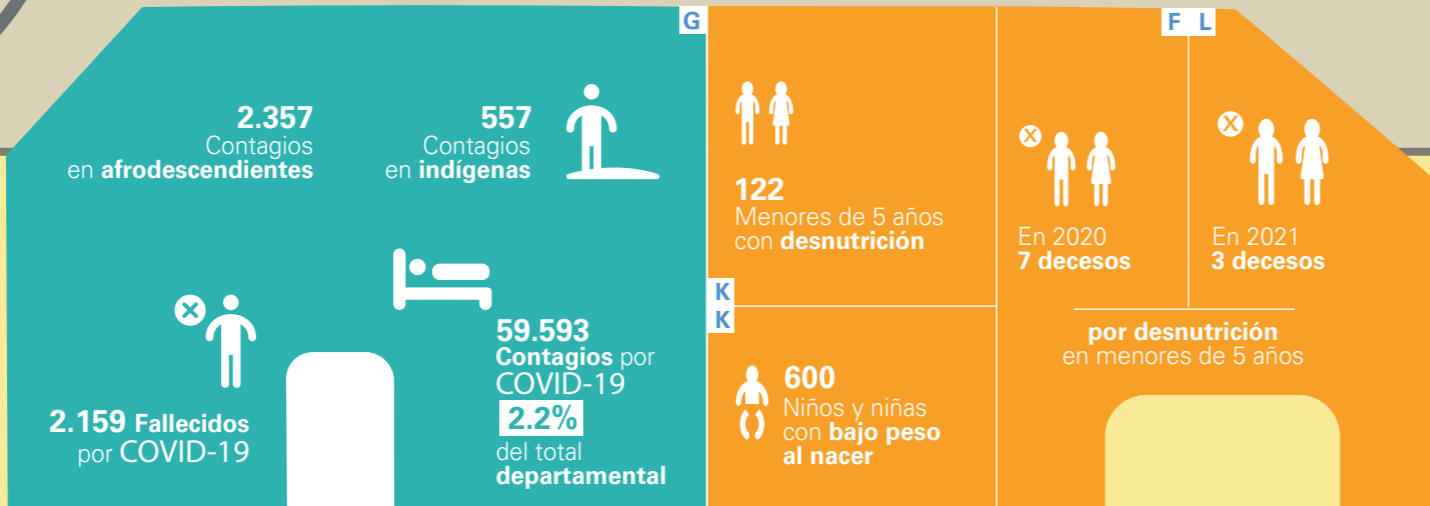 G
2.357
Contagios
en afrodescendientes
557
Contagios
en indígenas
2.159 Fallecidos
por COVID-19
59.593
Contagios por
COVID-19
2.2%
del total
departamental
122
Menores de 5 años
con desnutrición
K
K
600
Niños y niñas
con bajo peso
al nacer
F L
En 2020
7 decesos
En 2021
3 decesos
por desnutrición
en menores de 5 años